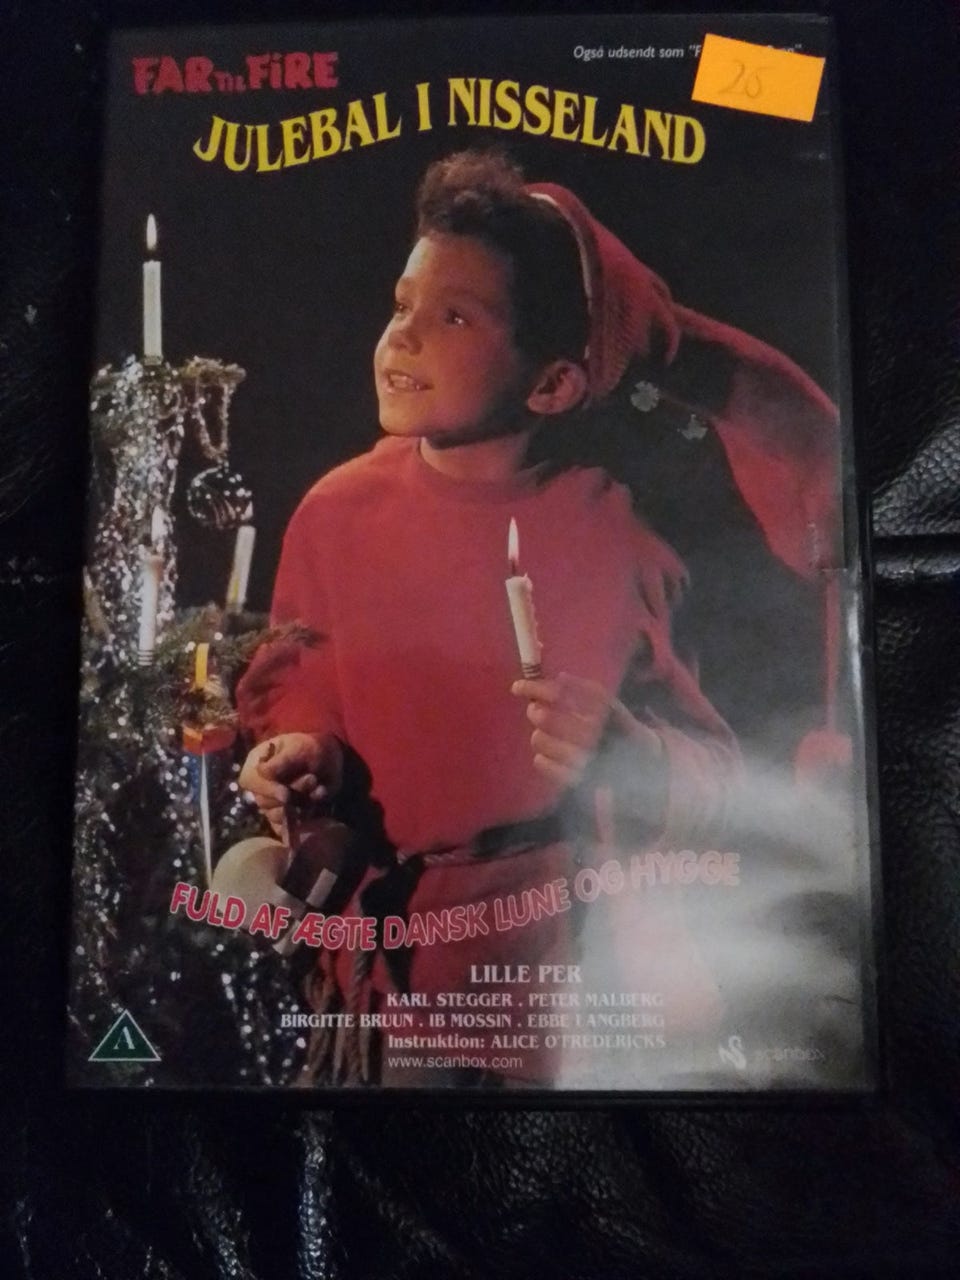 FAR TIL FIRE
Også udsendt som
25
JULEBAL I NISSELAND
FULD AF ÆGTE DANSK LUNE OG HYGGE
LILLE PER
KARL STEGGER . PETER MALBERG
BIRGITTE BRUUN . IB MOSSIN . EBBE LANGBERG
Instruktion: ALICE O'FREDERICKS
www.scanbox.com
A
scanbox